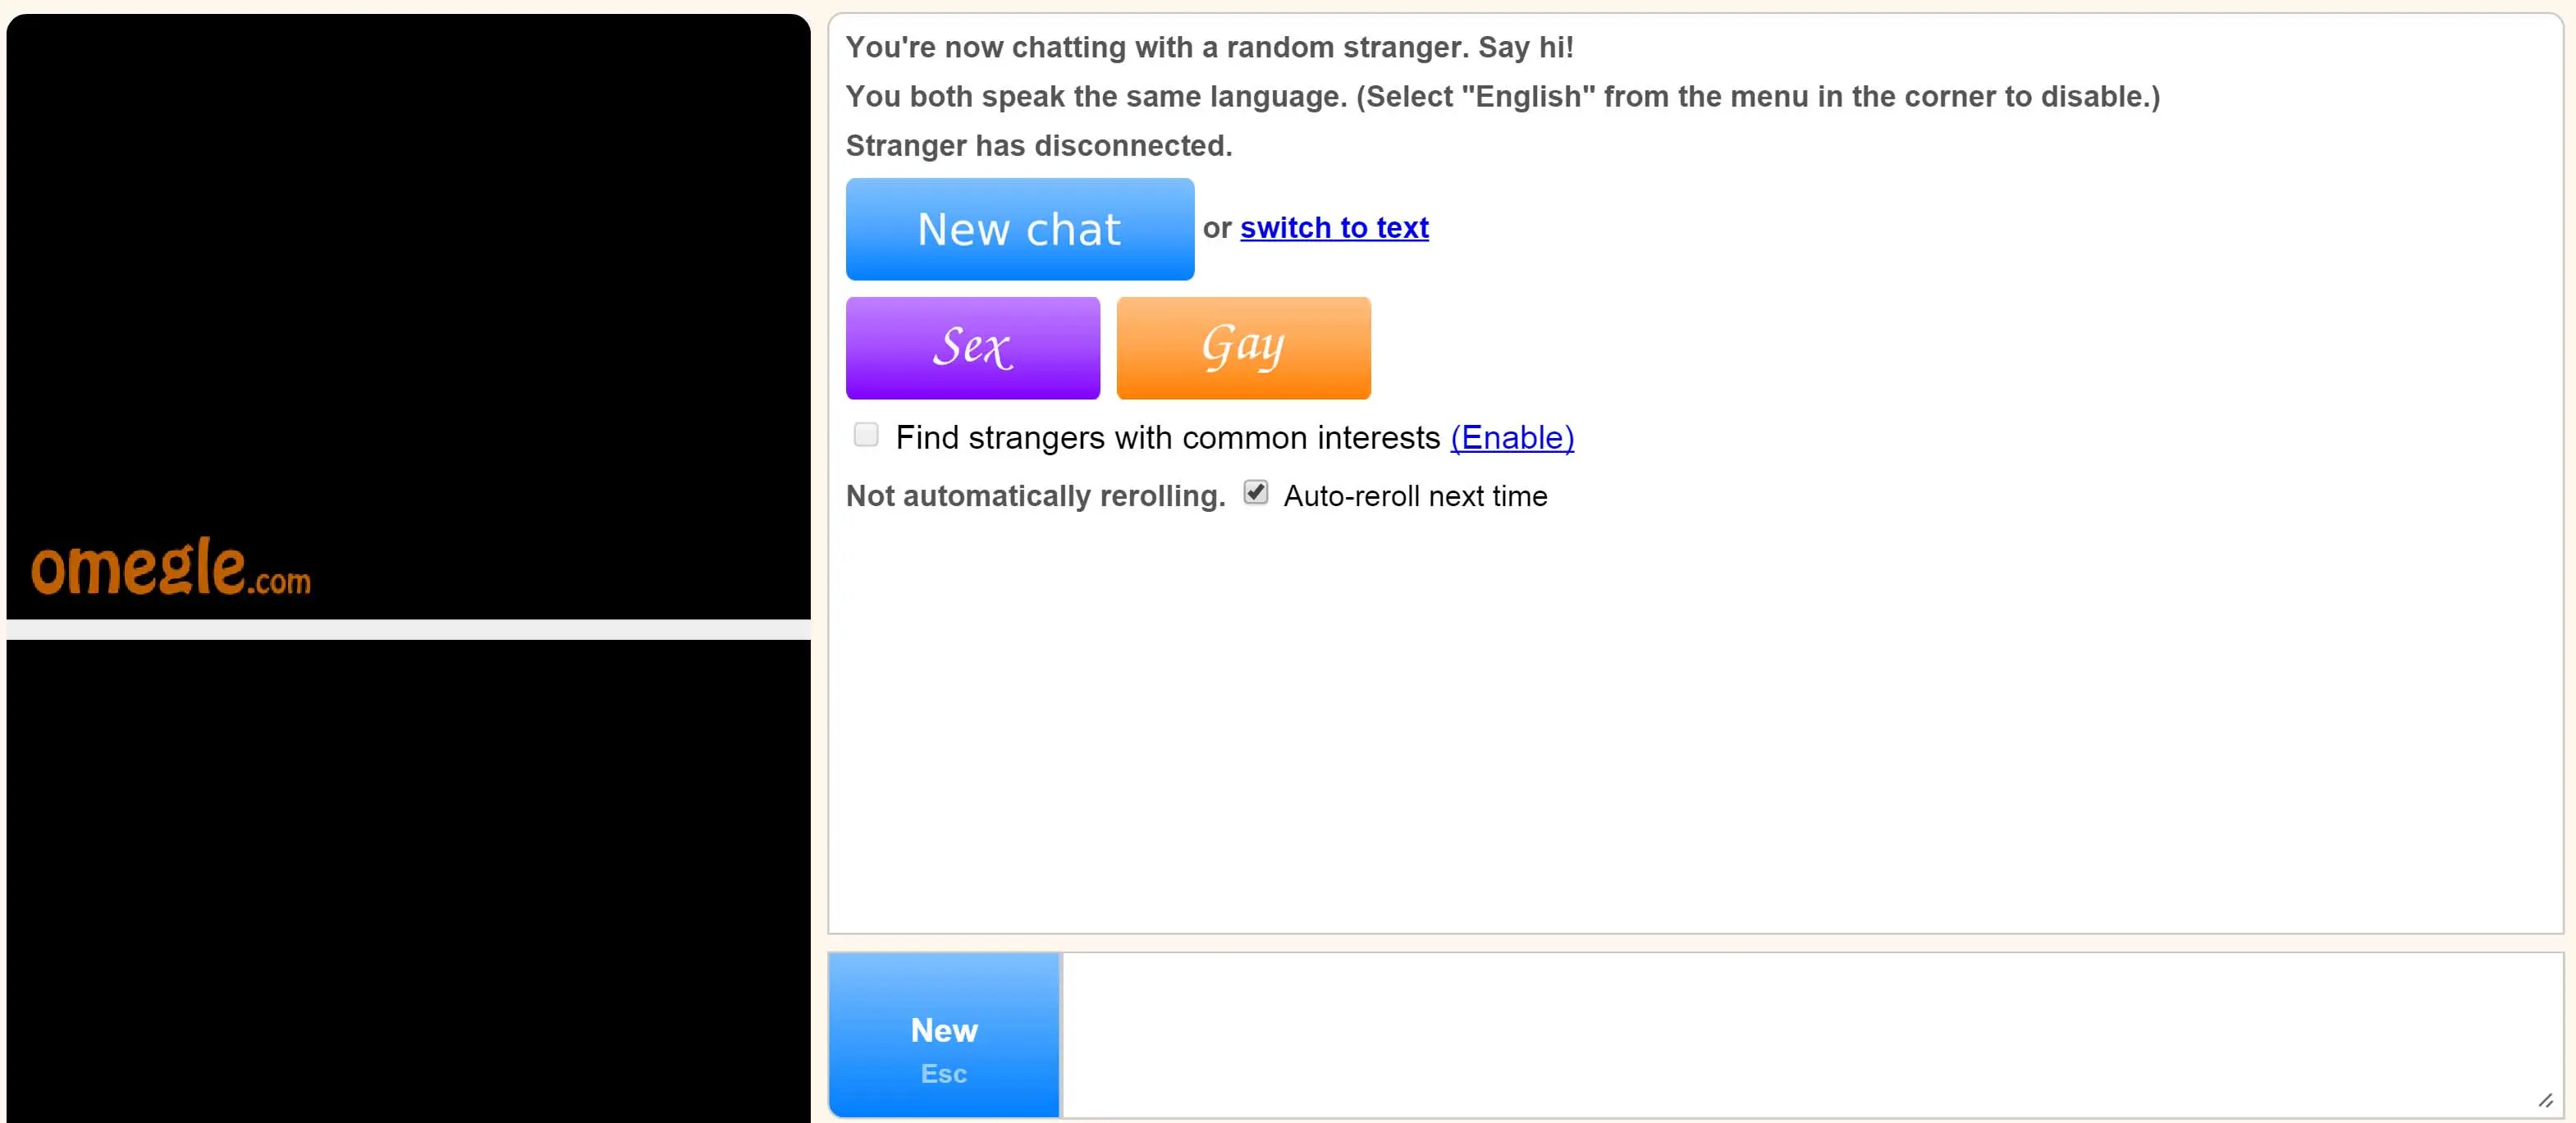 You're now chatting with a random stranger. Say hi!
You both speak the same language. (Select "English" from the menu in the corner to disable.)
Stranger has disconnected.
New chat or switch to text
Sex Gay
Find strangers with common interests (Enable)
Not automatically rerolling. Auto-reroll next time
omegle.com
New
Esc